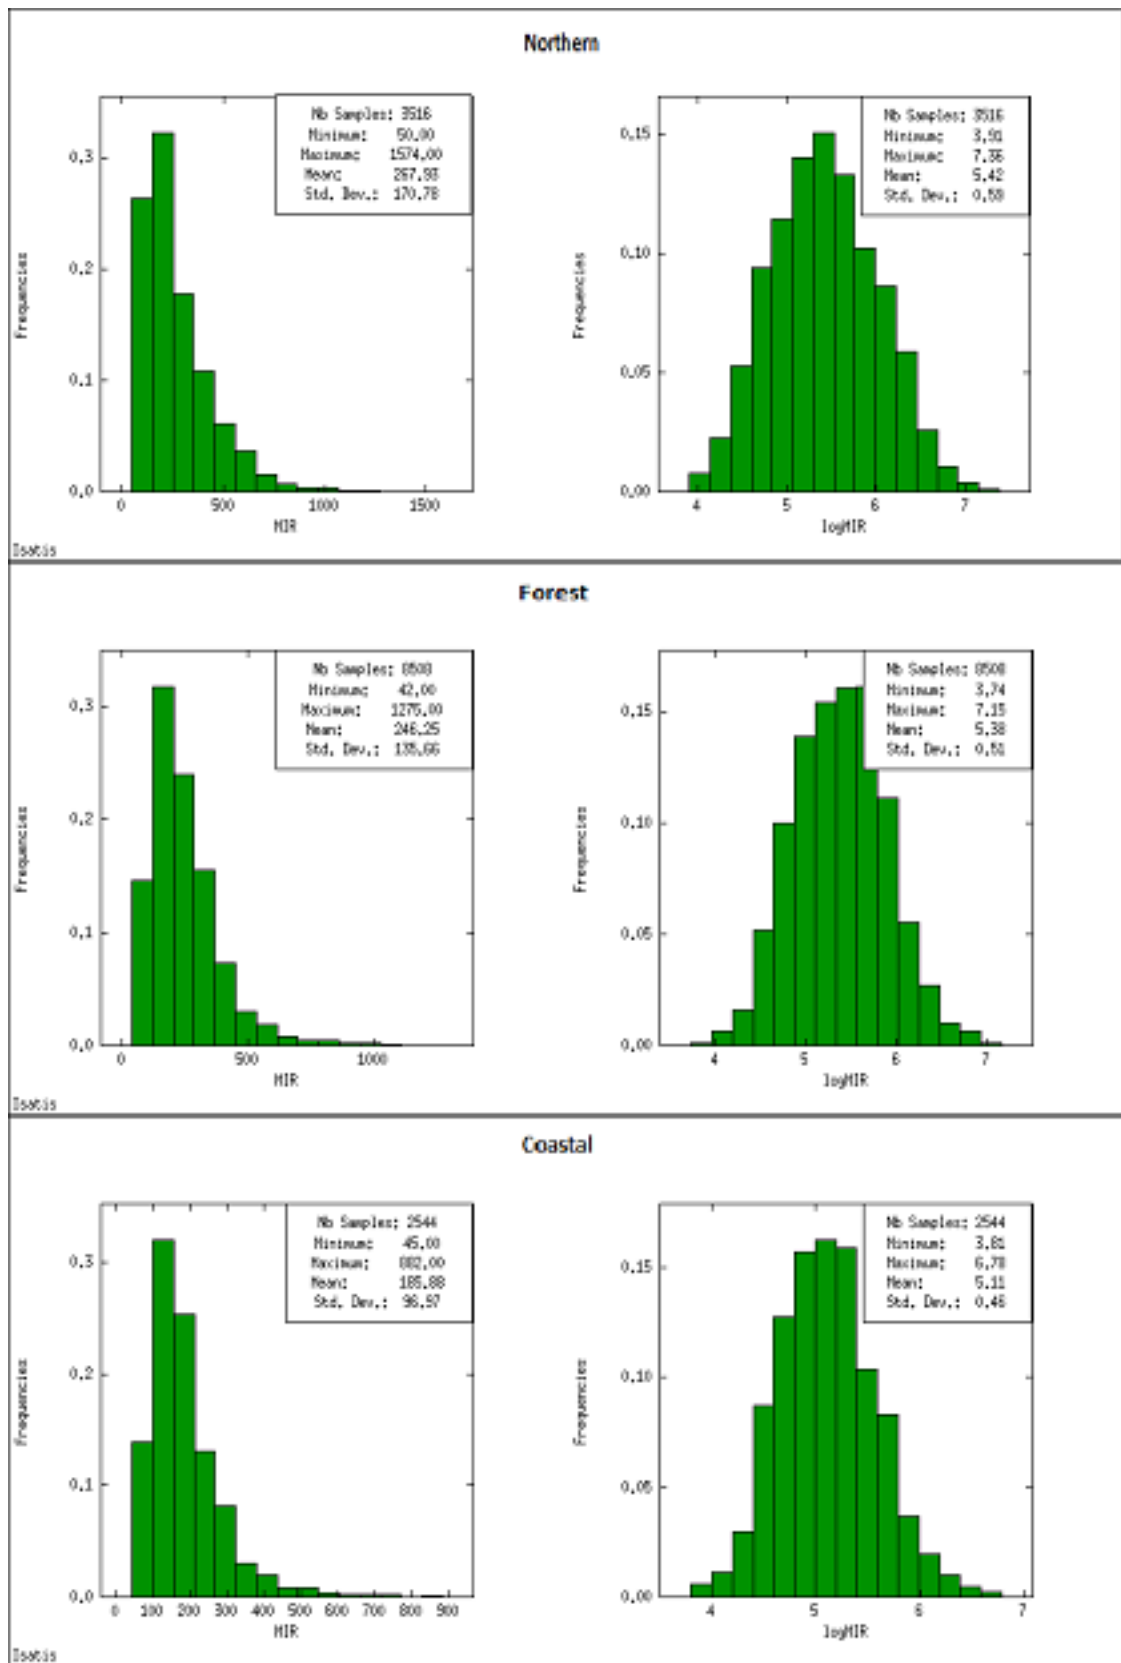 Northern
Nb Samples: 3516
Minimum: 50.00
Maximum: 1574.00
Mean: 267.93
Std. Dev.: 170.78
0.3
0.2
0.1
0.0
Frequencies
0 500 1000 1500
MIR
Nb Samples: 3516
Minimum: 3.91
Maximum: 7.36
Mean: 5.42
Std. Dev.: 0.59
0.15
0.10
0.05
0.00
Frequencies
4 5 6 7
logMIR
Isatis
Forest
Nb Samples: 8508
Minimum: 42.00
Maximum: 1275.00
Mean: 246.25
Std. Dev.: 135.66
0.3
0.2
0.1
0.0
Frequencies
0 500 1000
MIR
Nb Samples: 8508
Minimum: 3.74
Maximum: 7.15
Mean: 5.38
Std. Dev.: 0.51
0.15
0.10
0.05
0.00
Frequencies
4 5 6 7
logMIR
Isatis
Coastal
Nb Samples: 2544
Minimum: 45.00
Maximum: 882.00
Mean: 185.88
Std. Dev.: 96.97
0.3
0.2
0.1
0.0
Frequencies
0 100 200 300 400 500 600 700 800 900
MIR
Nb Samples: 2544
Minimum: 3.81
Maximum: 6.78
Mean: 5.11
Std. Dev.: 0.46
0.15
0.10
0.05
0.00
Frequencies
4 5 6 7
logMIR
Isatis